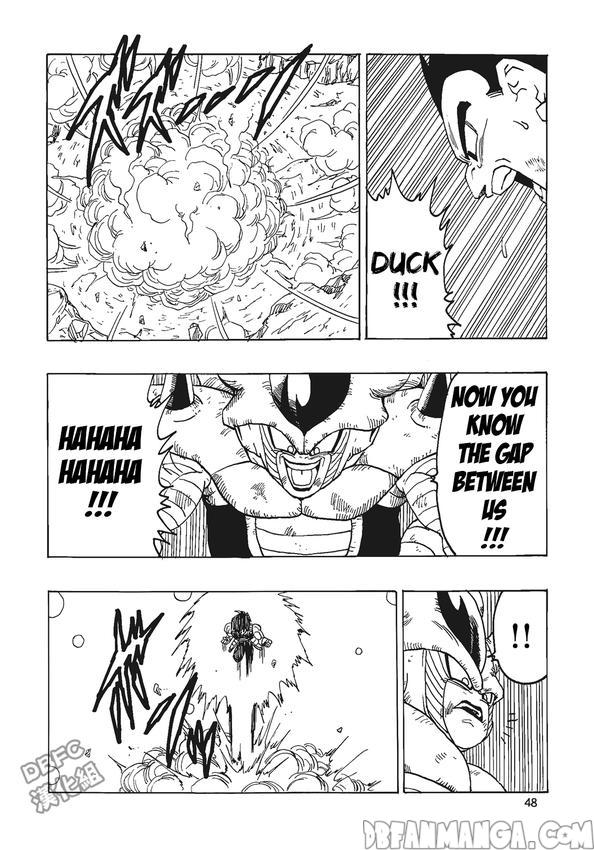 DUCK
!!!
NOW YOU
KNOW
THE GAP
BETWEEN
US
!!!
HAHAHA
HAHAHA
!!!
!!
DBFC
漢化組
48
DBFANMANGA.COM